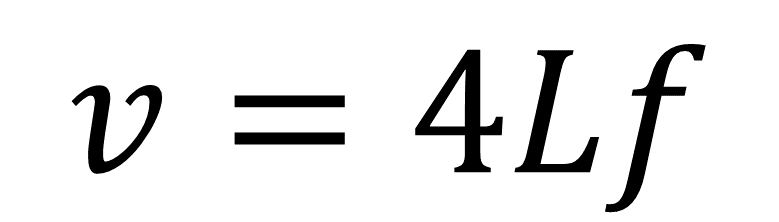 𝑣 = 4𝐿𝑓